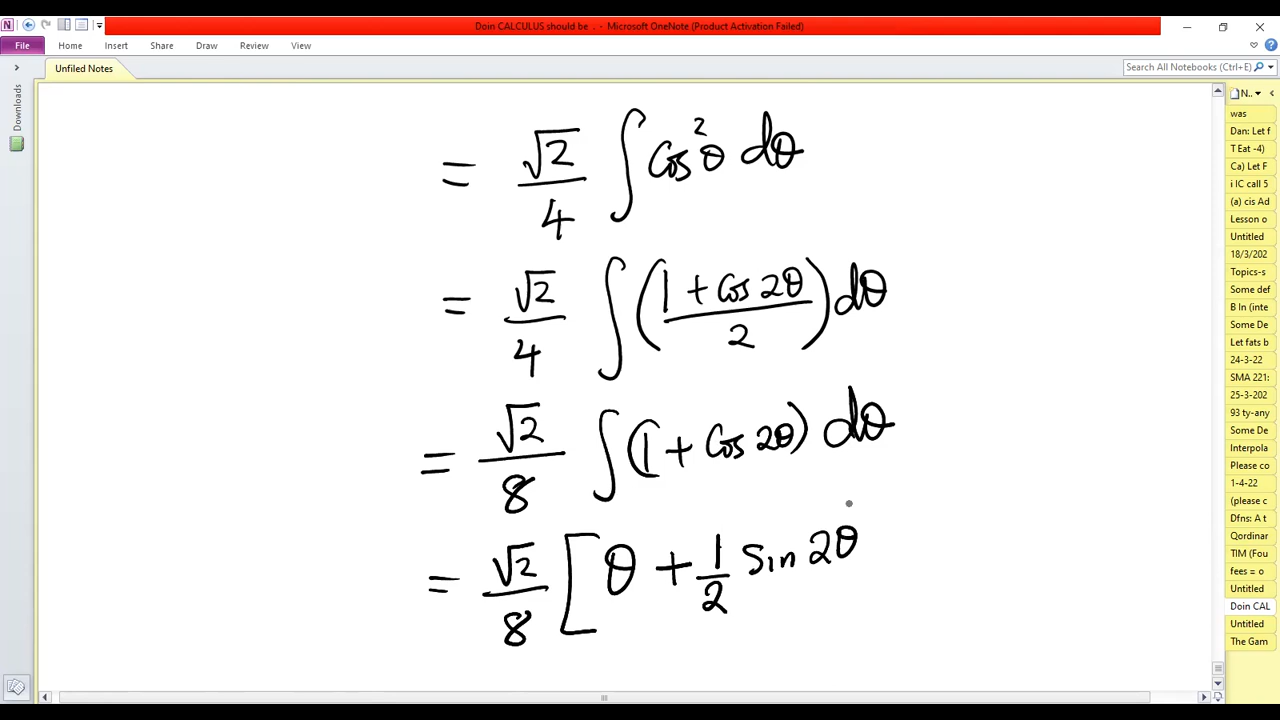 Doin CALCULUS should be . - Microsoft OneNote (Product Activation Failed)
File Home Insert Share Draw Review View
Unfiled Notes
Search All Notebooks (Ctrl+E)
Downloads
N..
was
Dan: Let f
T Eat -4)
Ca) Let F
i IC call 5
(a) cis Ad
Lesson o
Untitled
18/3/202
Topics-s
Some def
B In (inte
Some De
Let fats b
24-3-22
SMA 221:
25-3-202
93 ty-any
Some De
Interpola
Please co
1-4-22
(please c
Dfns: A t
Qordinar
TIM (Fou
fees = o
Untitled
Doin CAL
Untitled
The Gam
= √2/4 ∫ cos²θ dθ
= √2/4 ∫ (1 + cos 2θ / 2) dθ
= √2/8 ∫ (1 + cos 2θ) dθ
= √2/8 [ θ + 1/2 sin 2θ